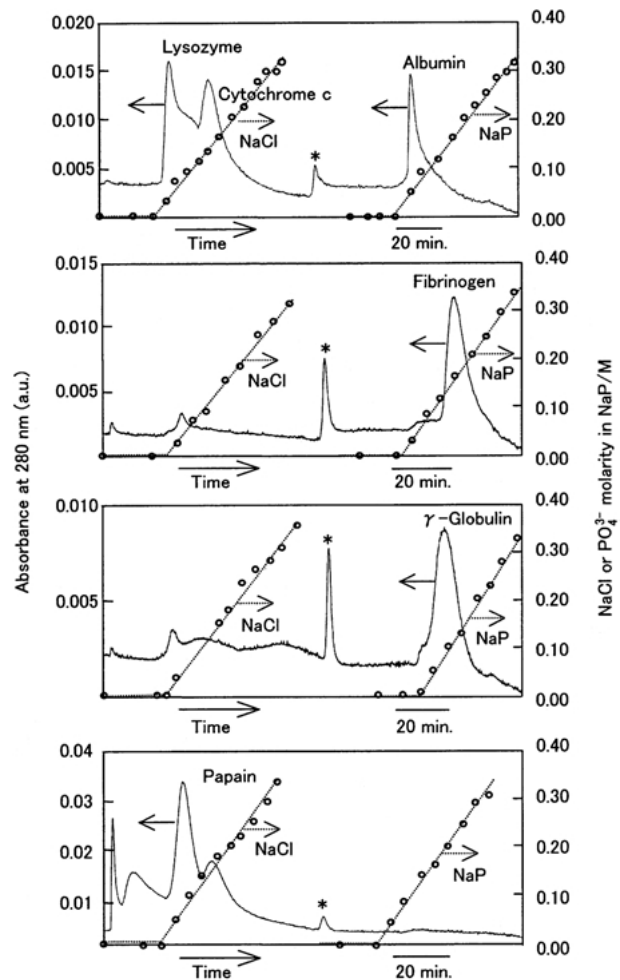 Absorbance at 280 nm (a.u.)
NaCl or PO₄³⁻ molarity in NaP/M
0.020
0.015
0.010
0.005
Lysozyme
Cytochrome c
NaCl
*
Albumin
NaP
0.40
0.30
0.20
0.10
0.00
Time
20 min.
0.015
0.010
0.005
NaCl
*
Fibrinogen
NaP
0.40
0.30
0.20
0.10
0.00
Time
20 min.
0.010
0.005
NaCl
*
γ-Globulin
NaP
0.40
0.30
0.20
0.10
0.00
Time
20 min.
0.04
0.03
0.02
0.01
Papain
NaCl
*
NaP
0.40
0.30
0.20
0.10
0.00
Time
20 min.